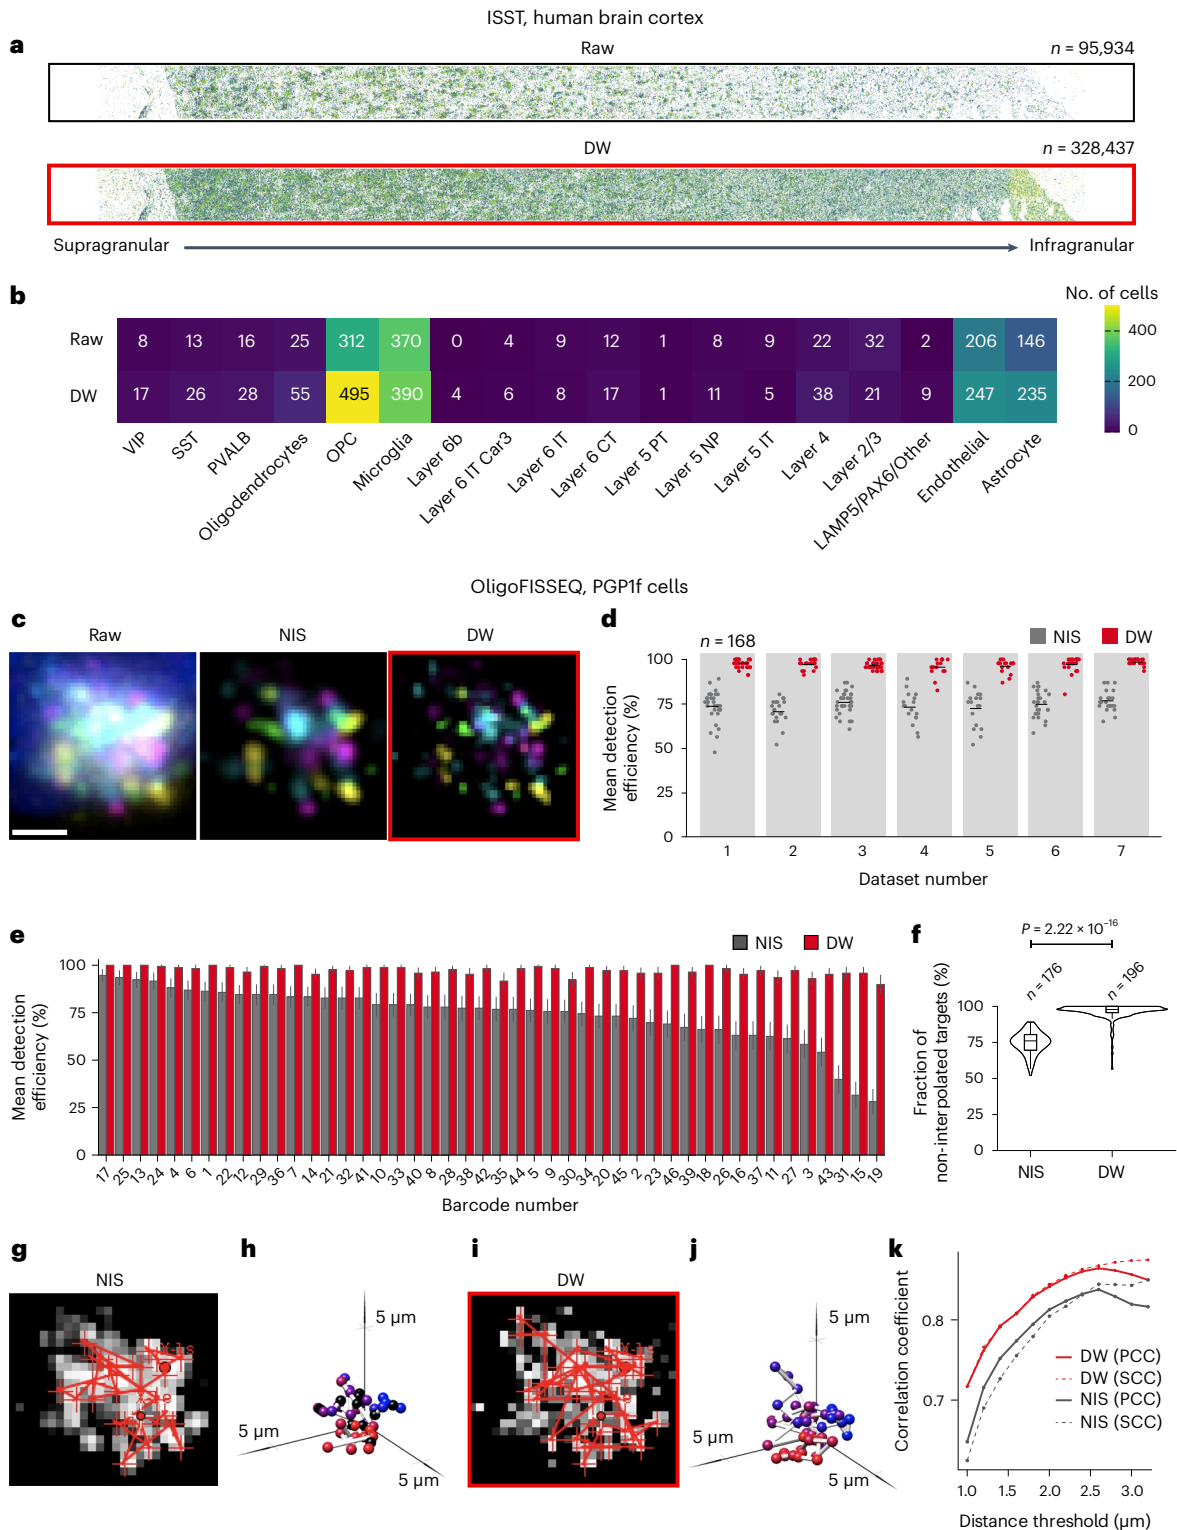 ISST, human brain cortex
a
Raw
n = 95,934
DW
n = 328,437
Supragranular
Infragranular
b
No. of cells
Raw 8 13 16 25 312 370 0 4 9 12 1 8 9 22 32 2 206 146
DW 17 26 28 55 495 390 4 6 8 17 1 11 5 38 21 9 247 235
400
200
0
VIP
SST
PVALB
Oligodendrocytes
OPC
Microglia
Layer 6b
Layer 6 IT Car3
Layer 6 IT
Layer 6 CT
Layer 5 PT
Layer 5 NP
Layer 5 IT
Layer 4
Layer 2/3
LAMP5/PAX6/Other
Endothelial
Astrocyte
OligoFISSEQ, PGP1f cells
c
Raw
NIS
DW
d
n = 168
NIS
DW
Mean detection
efficiency (%)
100
75
50
25
0
1 2 3 4 5 6 7
Dataset number
e
NIS
DW
Mean detection
efficiency (%)
100
75
50
25
0
17 25 13 24 4 6 1 22 12 29 36 7 14 21 32 41 10 33 40 8 28 38 42 35 44 5 9 30 34 20 45 2 23 46 39 18 26 16 37 11 27 3 43 31 15 19
Barcode number
f
P = 2.22 × 10⁻¹⁶
n = 176
n = 196
Fraction of
non-interpolated targets (%)
100
75
50
25
0
NIS
DW
g
NIS
h
5 µm
5 µm
5 µm
i
DW
j
5 µm
5 µm
5 µm
k
Correlation coefficient
0.8
0.7
DW (PCC)
DW (SCC)
NIS (PCC)
NIS (SCC)
1.0 1.5 2.0 2.5 3.0
Distance threshold (µm)